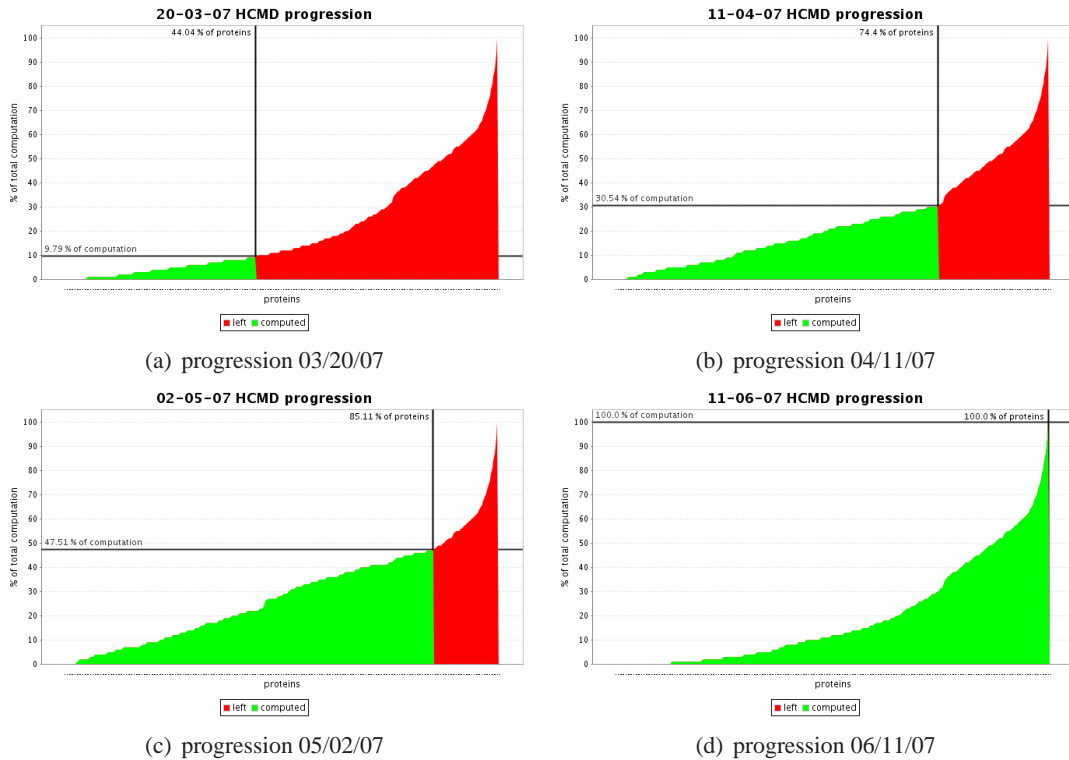 20-03-07 HCMD progression
44.04 % of proteins
100
90
80
70
60
50
40
30
20
10
0
% of total computation
9.79 % of computation
proteins
left computed
(a) progression 03/20/07
11-04-07 HCMD progression
74.4 % of proteins
100
90
80
70
60
50
40
30
20
10
0
% of total computation
30.54 % of computation
proteins
left computed
(b) progression 04/11/07
02-05-07 HCMD progression
85.11 % of proteins
100
90
80
70
60
50
40
30
20
10
0
% of total computation
47.51 % of computation
proteins
left computed
(c) progression 05/02/07
11-06-07 HCMD progression
100.0 % of computation
100.0 % of proteins
100
90
80
70
60
50
40
30
20
10
0
% of total computation
proteins
left computed
(d) progression 06/11/07